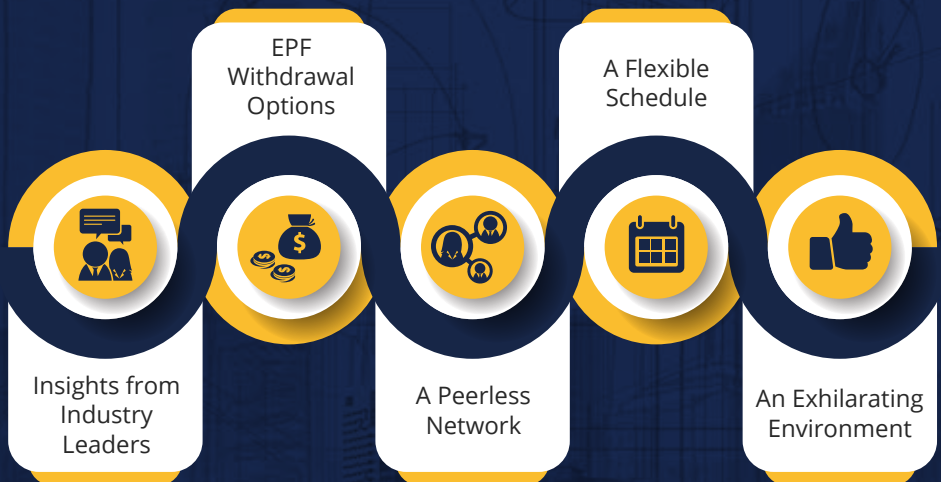 Insights from
Industry
Leaders
EPF
Withdrawal
Options
A Peerless
Network
A Flexible
Schedule
An Exhilarating
Environment